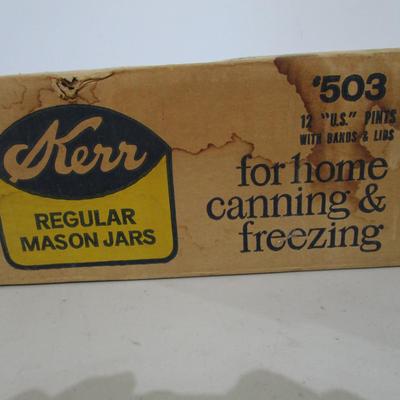 Kerr
REGULAR
MASON JARS
#503
12 "U.S." PINTS
WITH BANDS & LIDS
for home
canning &
freezing